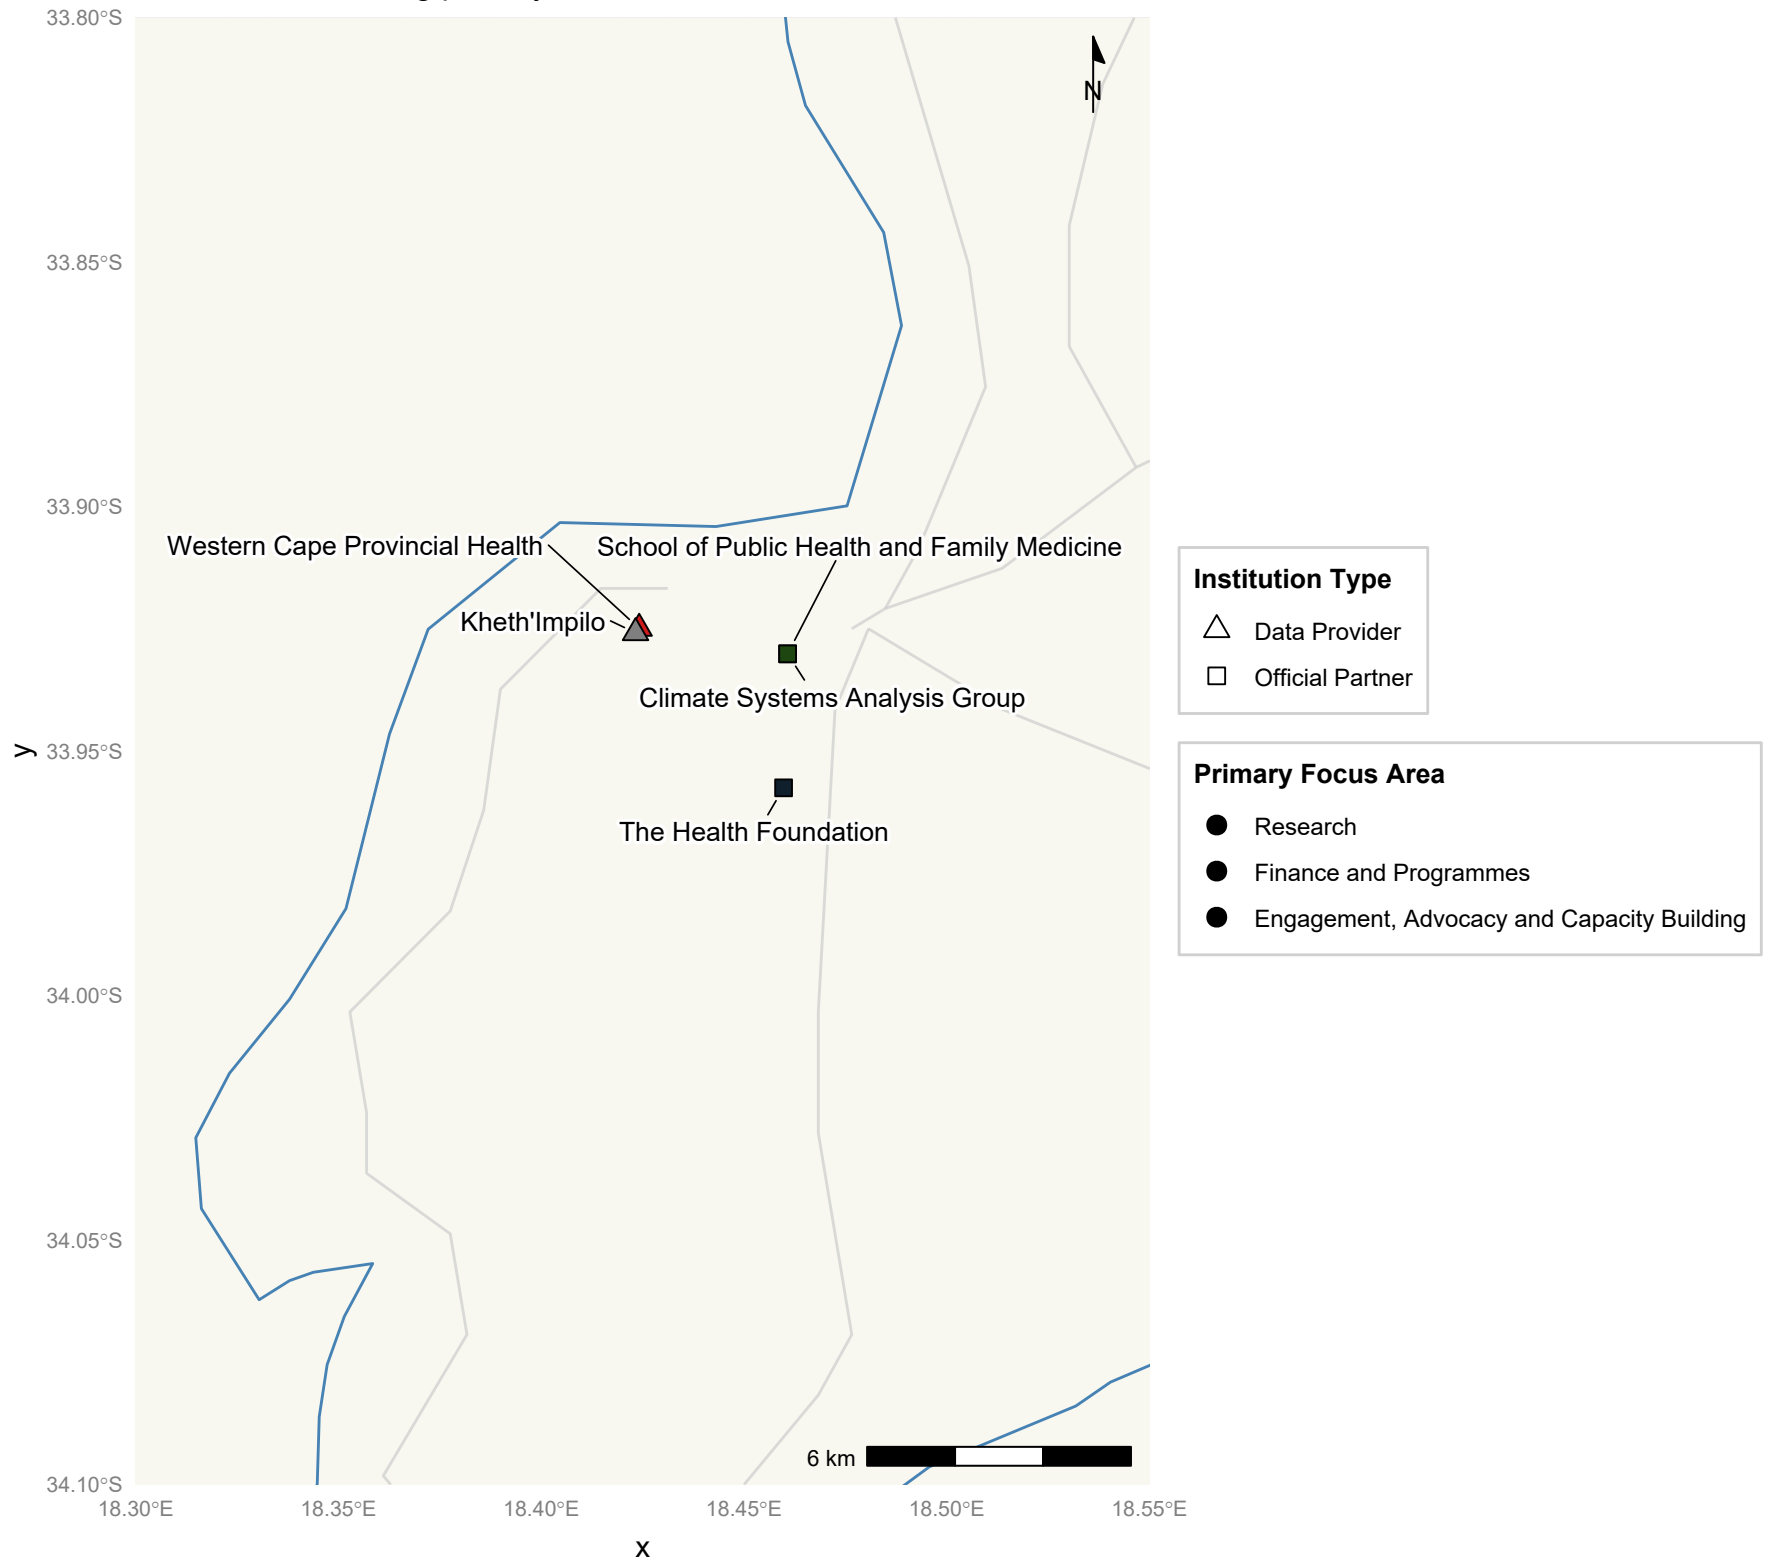 33.80°S
N
33.85°S
33.90°S
Western Cape Provincial Health
School of Public Health and Family Medicine
Kheth'Impilo
Climate Systems Analysis Group
y
33.95°S
The Health Foundation
34.00°S
34.05°S
6 km
34.10°S
18.30°E
18.35°E
18.40°E
18.45°E
18.50°E
18.55°E
x
Institution Type
Data Provider
Official Partner
Primary Focus Area
Research
Finance and Programmes
Engagement, Advocacy and Capacity Building